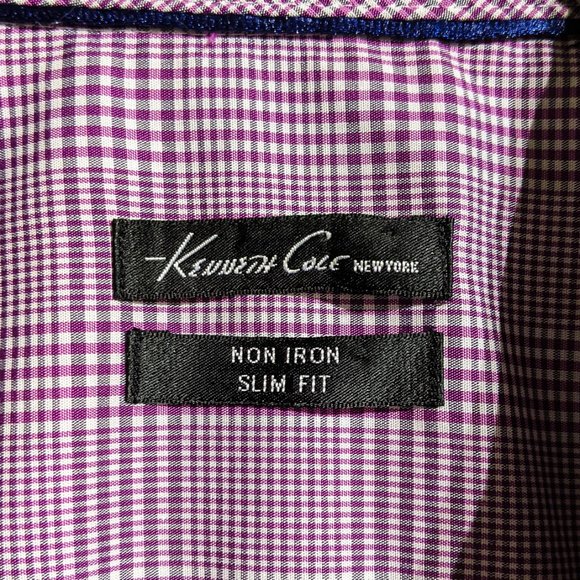 Kenneth Cole NEW YORK
NON IRON
SLIM FIT